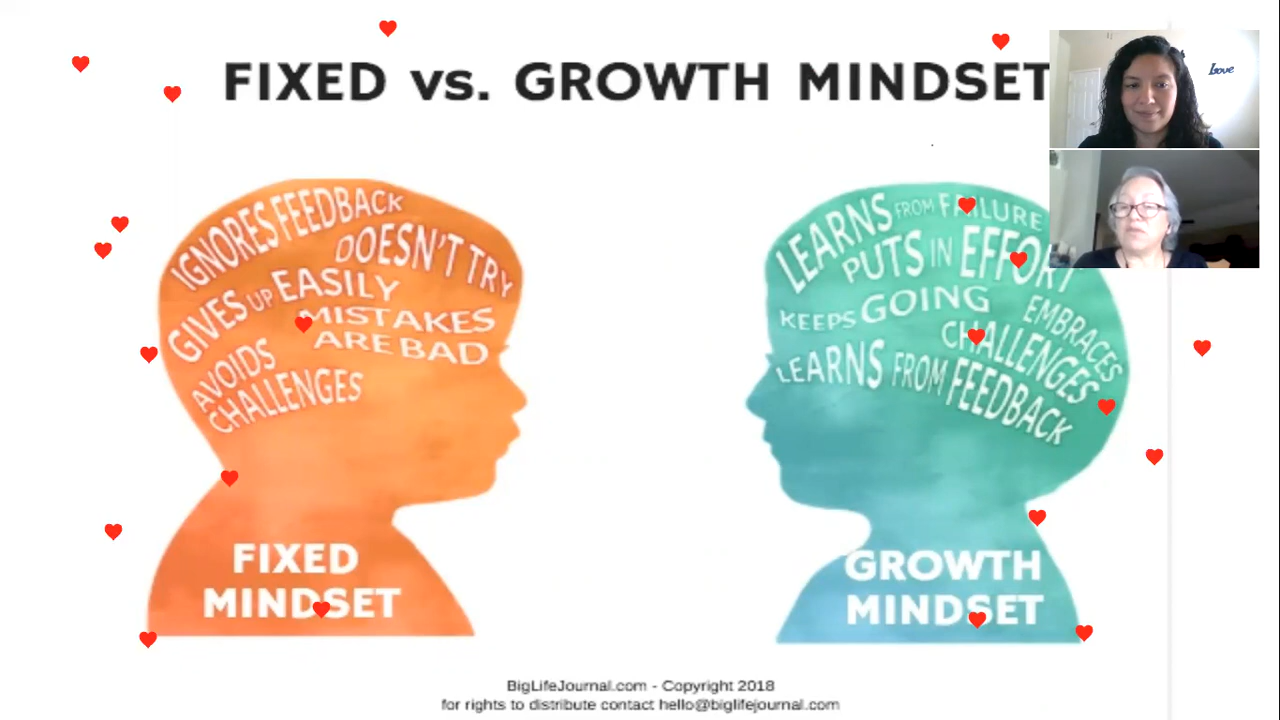 FIXED vs. GROWTH MINDSET
Love
IGNORES FEEDBACK
DOESN'T TRY
GIVES UP EASILY
MISTAKES
ARE BAD
AVOIDS
CHALLENGES
FIXED
MINDSET
LEARNS FROM FAILURE
PUTS IN EFFORT
KEEPS GOING
EMBRACES
CHALLENGES
LEARNS FROM FEEDBACK
GROWTH
MINDSET
BigLifeJournal.com - Copyright 2018
for rights to distribute contact hello@biglifejournal.com